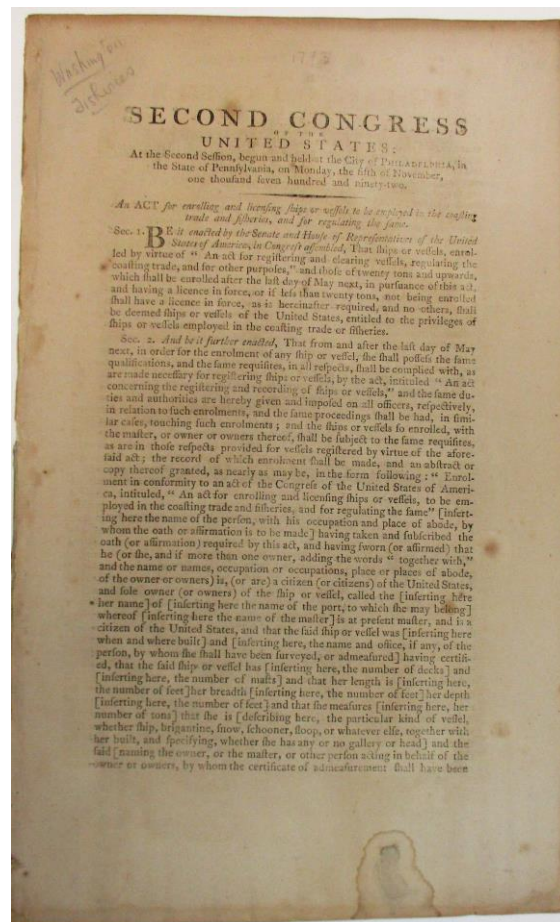 Washington
1793
SECOND CONGRESS
OF THE
UNITED STATES:
At the Second Session, begun and held at the City of PHILADELPHIA, in
the State of Pennsylvania, on Monday, the fifth of November,
one thouſand ſeven hundred and ninety-two.
An ACT for enrolling and licenſing ſhips or veſſels to be employed in the coaſting
trade and fiſheries, and for regulating the ſame.
Sec. 1. BE it enacted by the Senate and Houſe of Repreſentatives of the United
States of America, in Congreſs aſſembled, That ſhips or veſſels, enrol-
led by virtue of "An act for regiſtering and clearing veſſels, regulating the
coaſting trade, and for other purpoſes," and thoſe of twenty tons and upwards,
which ſhall be enrolled after the laſt day of May next, in purſuance of this act,
and having a licence in force, or if leſs than twenty tons, not being enrolled
ſhall have a licence in force, as is hereinafter required, and no others, ſhall
be deemed ſhips or veſſels of the United States, entitled to the privileges of
ſhips or veſſels employed in the coaſting trade or fiſheries.
Sec. 2. And be it further enacted, That from and after the laſt day of May
next, in order for the enrolment of any ſhip or veſſel, ſhe ſhall poſſeſs the ſame
qualifications, and the ſame requiſites, in all reſpects, ſhall be complied with, as
are made neceſſary for regiſtering ſhips or veſſels, by the act, intituled "An act
concerning the regiſtering and recording of ſhips or veſſels," and the ſame du-
ties and authorities are hereby given and impoſed on all officers, reſpectively,
in relation to ſuch enrolments, and the ſame proceedings ſhall be had, in ſimi-
lar caſes, touching ſuch enrolments; and the ſhips or veſſels ſo enrolled, with
the maſter, or owner or owners thereof, ſhall be ſubject to the ſame requiſites,
as are in thoſe reſpects provided for veſſels regiſtered by virtue of the afore-
ſaid act; the record of which enrolment ſhall be made, and an abſtract or
copy thereof granted, as nearly as may be, in the form following: "Enrol-
ment in conformity to an act of the Congreſs of the United States of Ameri-
ca, intituled, "An act for enrolling and licenſing ſhips or veſſels, to be em-
ployed in the coaſting trade and fiſheries, and for regulating the ſame" [inſert-
ing here the name of the perſon, with his occupation and place of abode, by
whom the oath or affirmation is to be made] having taken and ſubſcribed the
oath (or affirmation) required by this act, and having ſworn (or affirmed) that
he (or ſhe, and if more than one owner, adding the words "together with,"
and the name or names, occupation or occupations, place or places of abode,
of the owner or owners) is, (or are) a citizen (or citizens) of the United States,
and ſole owner (or owners) of the ſhip or veſſel, called the [inſerting here
her name] of [inſerting here the name of the port, to which ſhe may belong]
whereof [inſerting here the name of the maſter] is at preſent maſter, and is a
citizen of the United States, and that the ſaid ſhip or veſſel was [inſerting here
when and where built] and [inſerting here, the name and office, if any, of the
perſon, by whom ſhe ſhall have been ſurveyed, or admeaſured] having certifi-
ed, that the ſaid ſhip or veſſel has [inſerting here, the number of decks] and
[inſerting here, the number of maſts] and that her length is [inſerting here,
the number of feet] her breadth [inſerting here, the number of feet] her depth
[inſerting here, the number of feet] and that ſhe meaſures [inſerting here, her
number of tons] that ſhe is [deſcribing here, the particular kind of veſſel,
whether ſhip, brigantine, ſnow, ſchooner, ſloop, or whatever elſe, together with
her built, and ſpecifying, whether ſhe has any or no gallery or head] and the
ſaid [naming the owner, or the maſter, or other perſon acting in behalf of the
owner or owners, by whom the certificate of admeaſurement ſhall have been